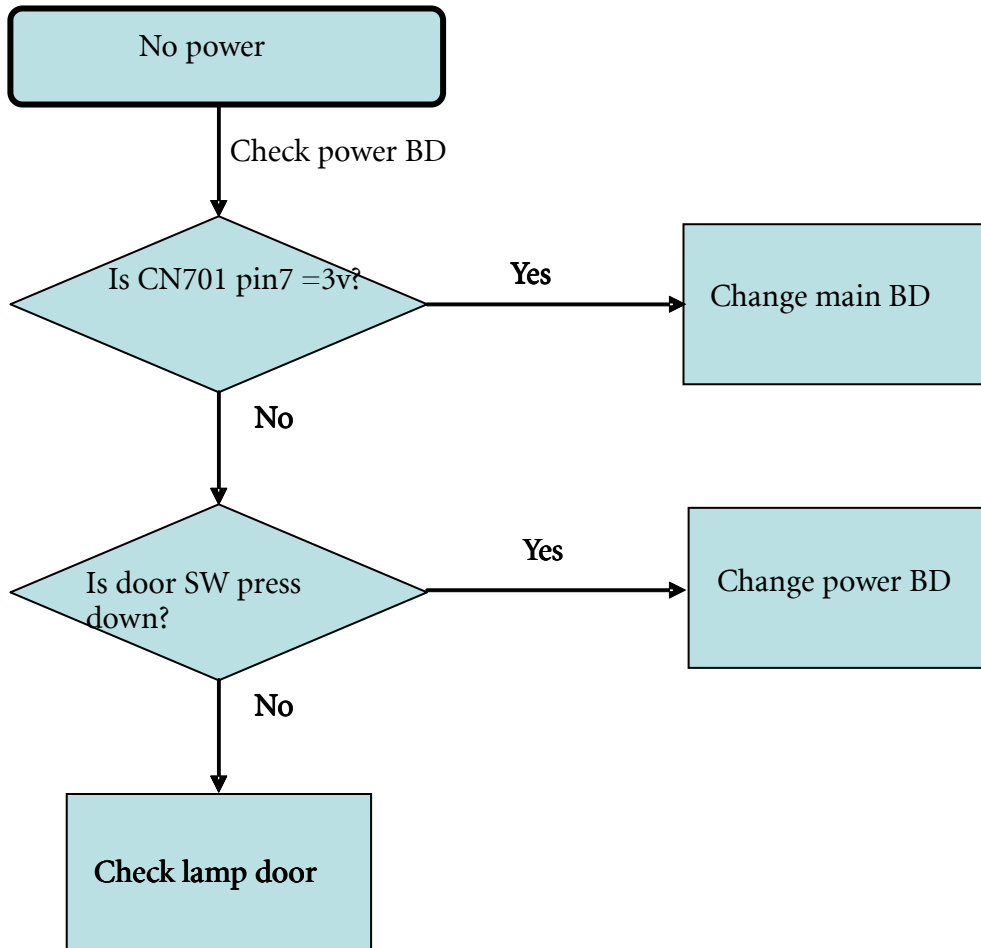 No power
Check power BD
Is CN701 pin7 =3v?
Yes
Change main BD
No
Is door SW press
down?
Yes
Change power BD
No
Check lamp door